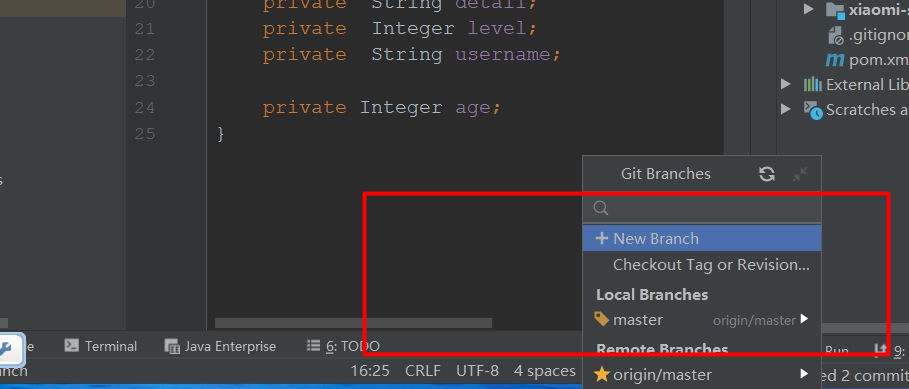 20 private String detail;
21 private Integer level;
22 private String username;
23
24 private Integer age;
25 }
xiaomi-s
.gitignor
pom.xm
External Lib
Scratches a
Git Branches
New Branch
Checkout Tag or Revision...
Local Branches
master origin/master
Remote Branches
origin/master
Terminal Java Enterprise 6: TODO
Run 9:
16:25 CRLF UTF-8 4 spaces
ed 2 commit